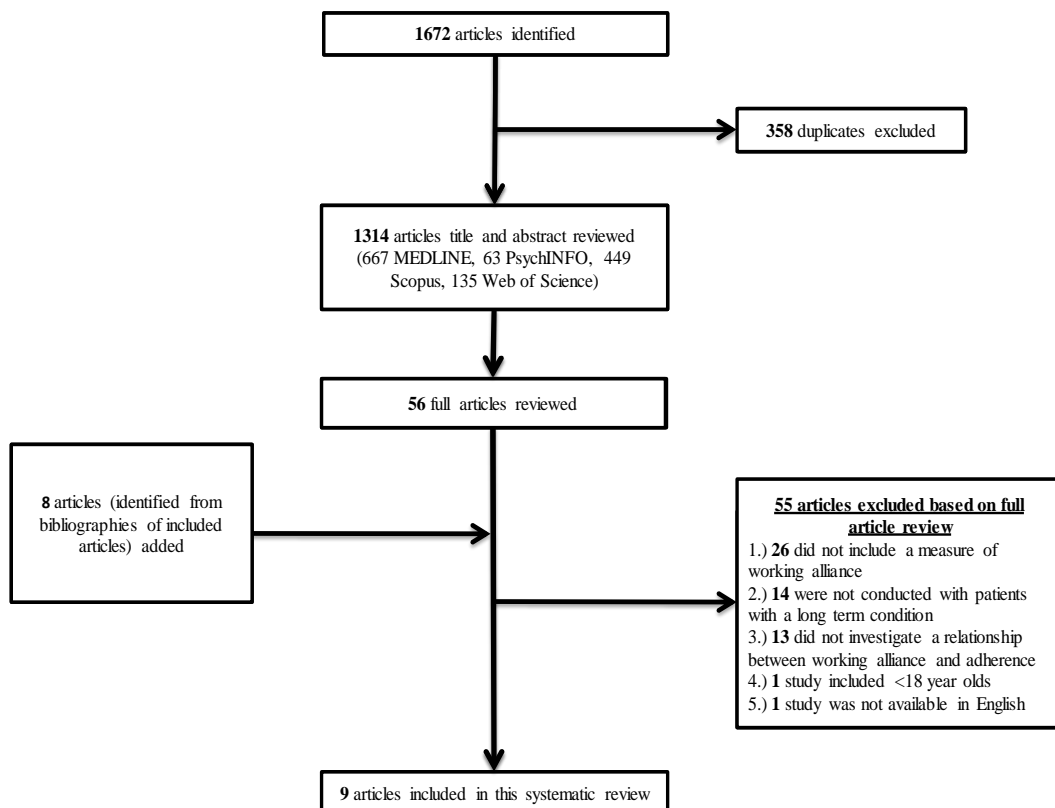 1672 articles identified
358 duplicates excluded
1314 articles title and abstract reviewed
(667 MEDLINE, 63 PsychINFO, 449
Scopus, 135 Web of Science)
56 full articles reviewed
8 articles (identified from
bibliographies of included
articles) added
55 articles excluded based on full
article review
1.) 26 did not include a measure of
working alliance
2.) 14 were not conducted with patients
with a long term condition
3.) 13 did not investigate a relationship
between working alliance and adherence
4.) 1 study included <18 year olds
5.) 1 study was not available in English
9 articles included in this systematic review